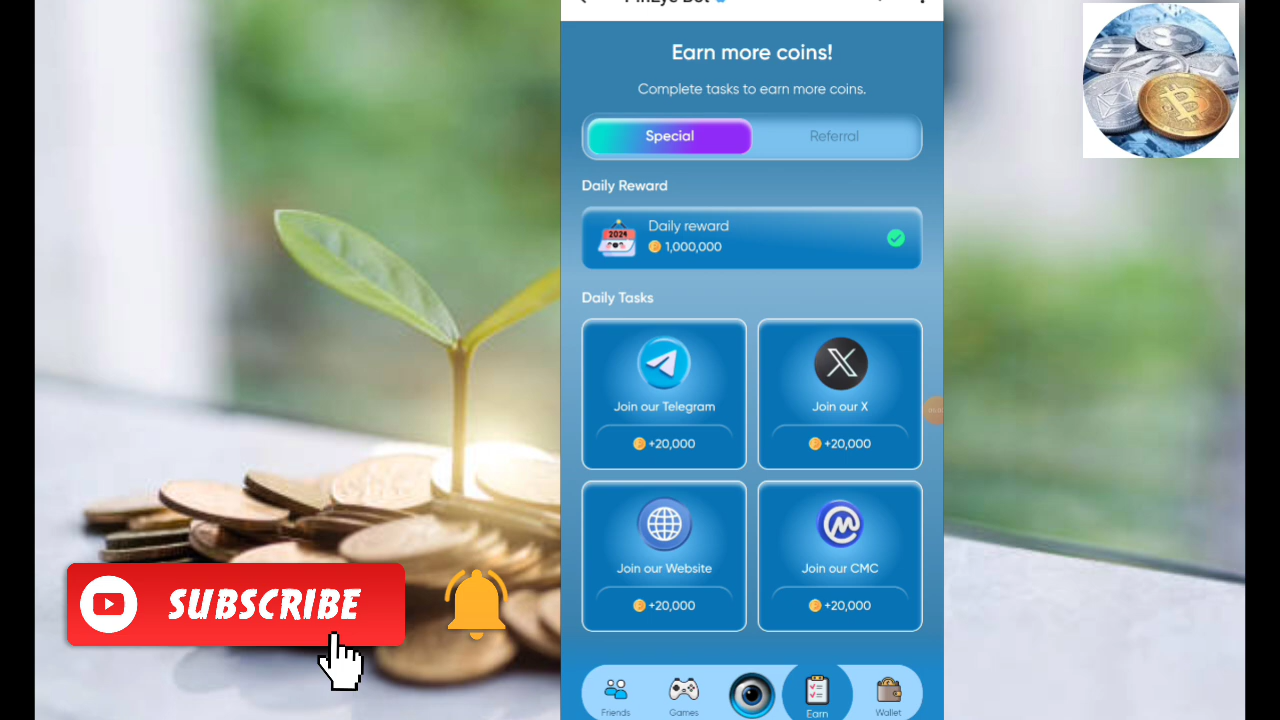 Earn more coins!
Complete tasks to earn more coins.
Special
Referral
Daily Reward
2024
Daily reward
1,000,000
Daily Tasks
Join our Telegram
+20,000
Join our X
+20,000
Join our Website
+20,000
Join our CMC
+20,000
SUBSCRIBE
Friends
Games
Earn
Wallet